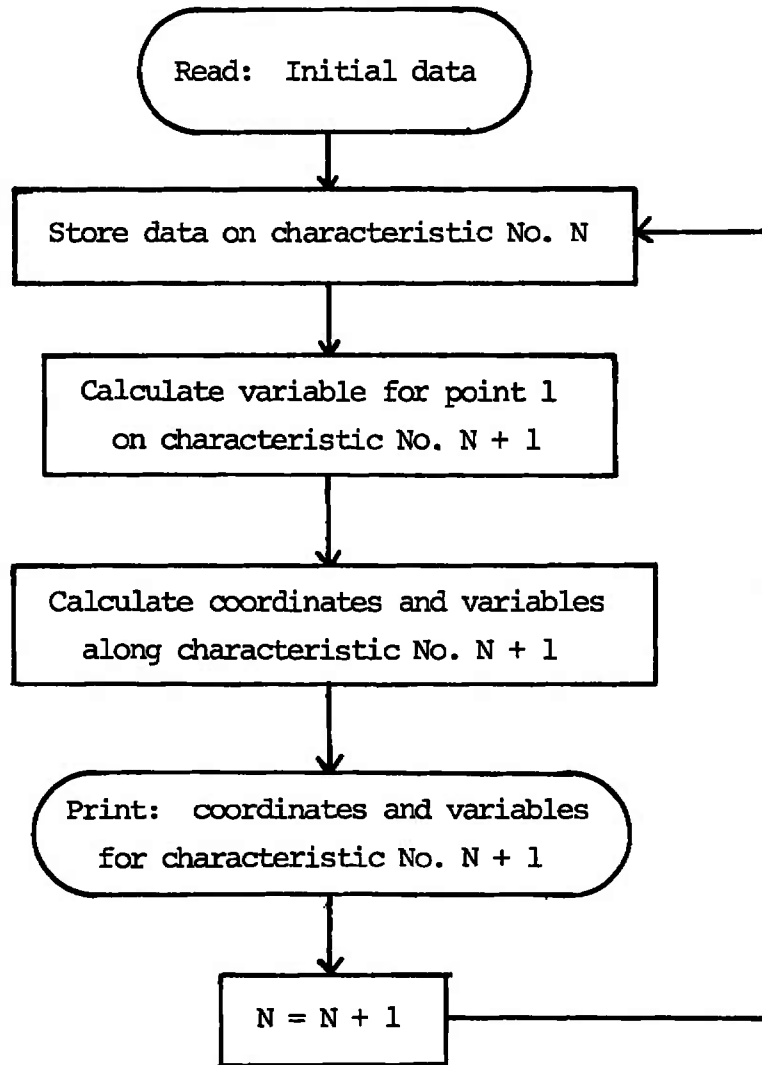 Read: Initial data
Store data on characteristic No. N
Calculate variable for point 1
on characteristic No. N + 1
Calculate coordinates and variables
along characteristic No. N + 1
Print: coordinates and variables
for characteristic No. N + 1
N = N + 1